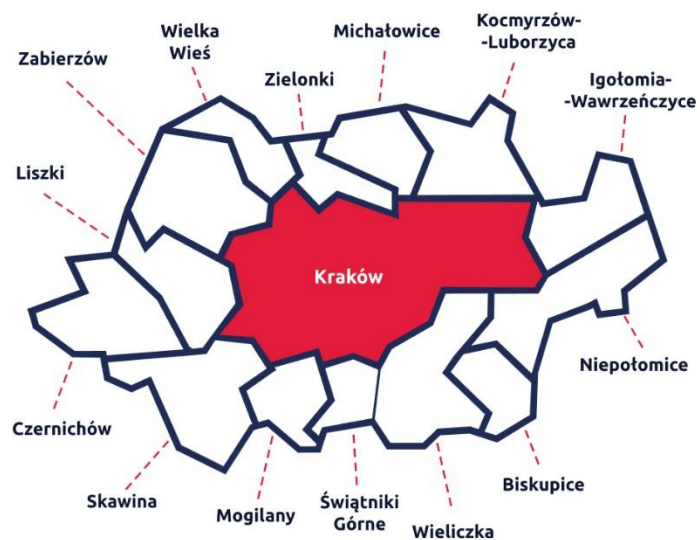 Kocmyrzów-
-Luborzyca
Michałowice
Wielka
Wieś
Zielonki
Zabierzów
Igołomia-
-Wawrzeńczyce
Liszki
Kraków
Niepołomice
Czernichów
Biskupice
Skawina
Mogilany
Świątniki
Górne
Wieliczka